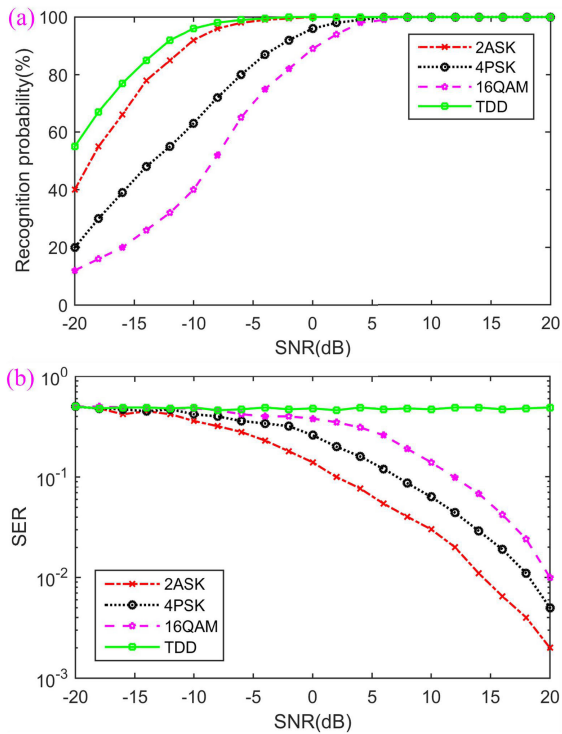 (a)
Recognition probability(%)
100
80
60
40
20
0
2ASK
4PSK
16QAM
TDD
-20 -15 -10 -5 0 5 10 15 20
SNR(dB)
(b)
SER
10^0
10^-1
10^-2
10^-3
2ASK
4PSK
16QAM
TDD
-20 -15 -10 -5 0 5 10 15 20
SNR(dB)